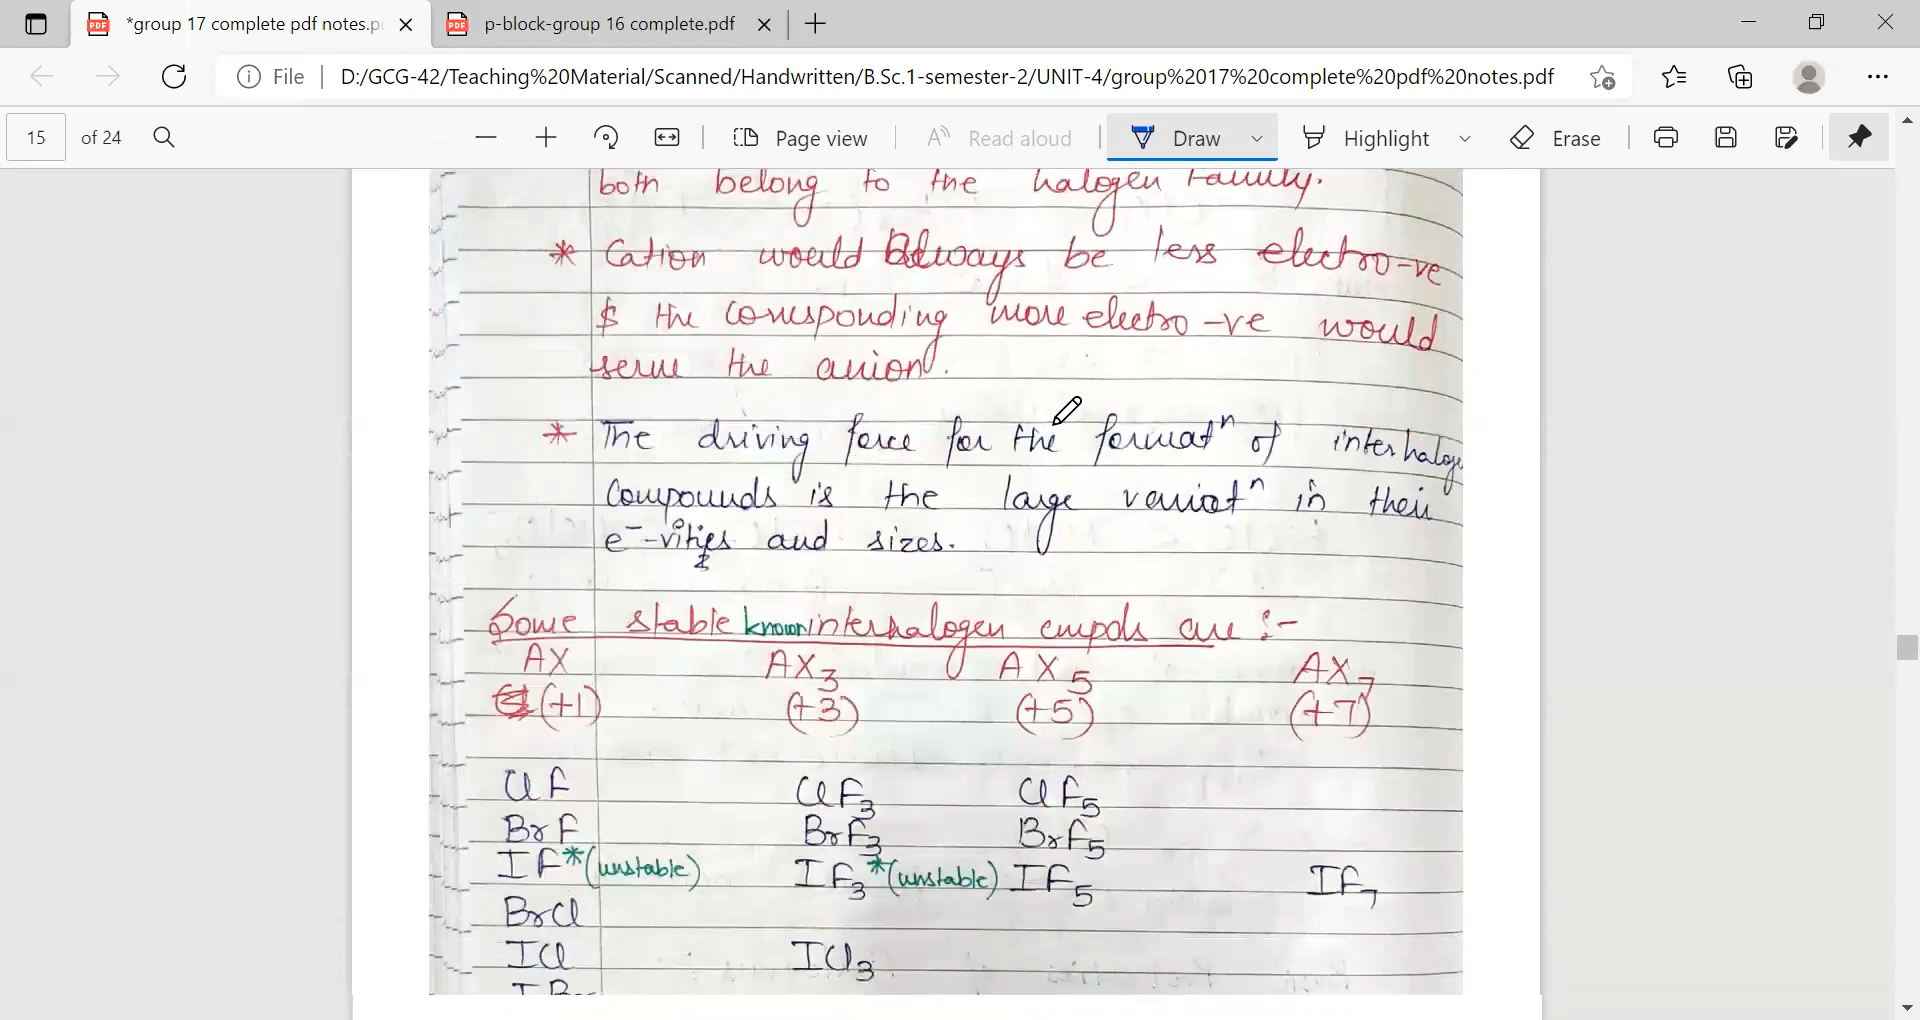 *group 17 complete pdf notes.p
p-block-group 16 complete.pdf
File
D:/GCG-42/Teaching%20Material/Scanned/Handwritten/B.Sc.1-semester-2/UNIT-4/group%2017%20complete%20pdf%20notes.pdf
15 of 24
Page view
Read aloud
Draw
Highlight
Erase
both belong to the halogen family.
* Cation would always be less electro-ve
$ the corresponding more electro-ve would
serve the anion.
* The driving force for the formatⁿ of interhaloge
Compounds is the large variatⁿ in their
e⁻-vities and sizes.
Some stable known interhalogen cmpds are :-
AX AX₃ AX₅ AX₇
(+1) (+3) (+5) (+7)
ClF ClF₃ ClF₅
BrF BrF₃ BrF₅
IF*(unstable) IF₃*(unstable) IF₅ IF₇
BrCl
ICl ICl₃